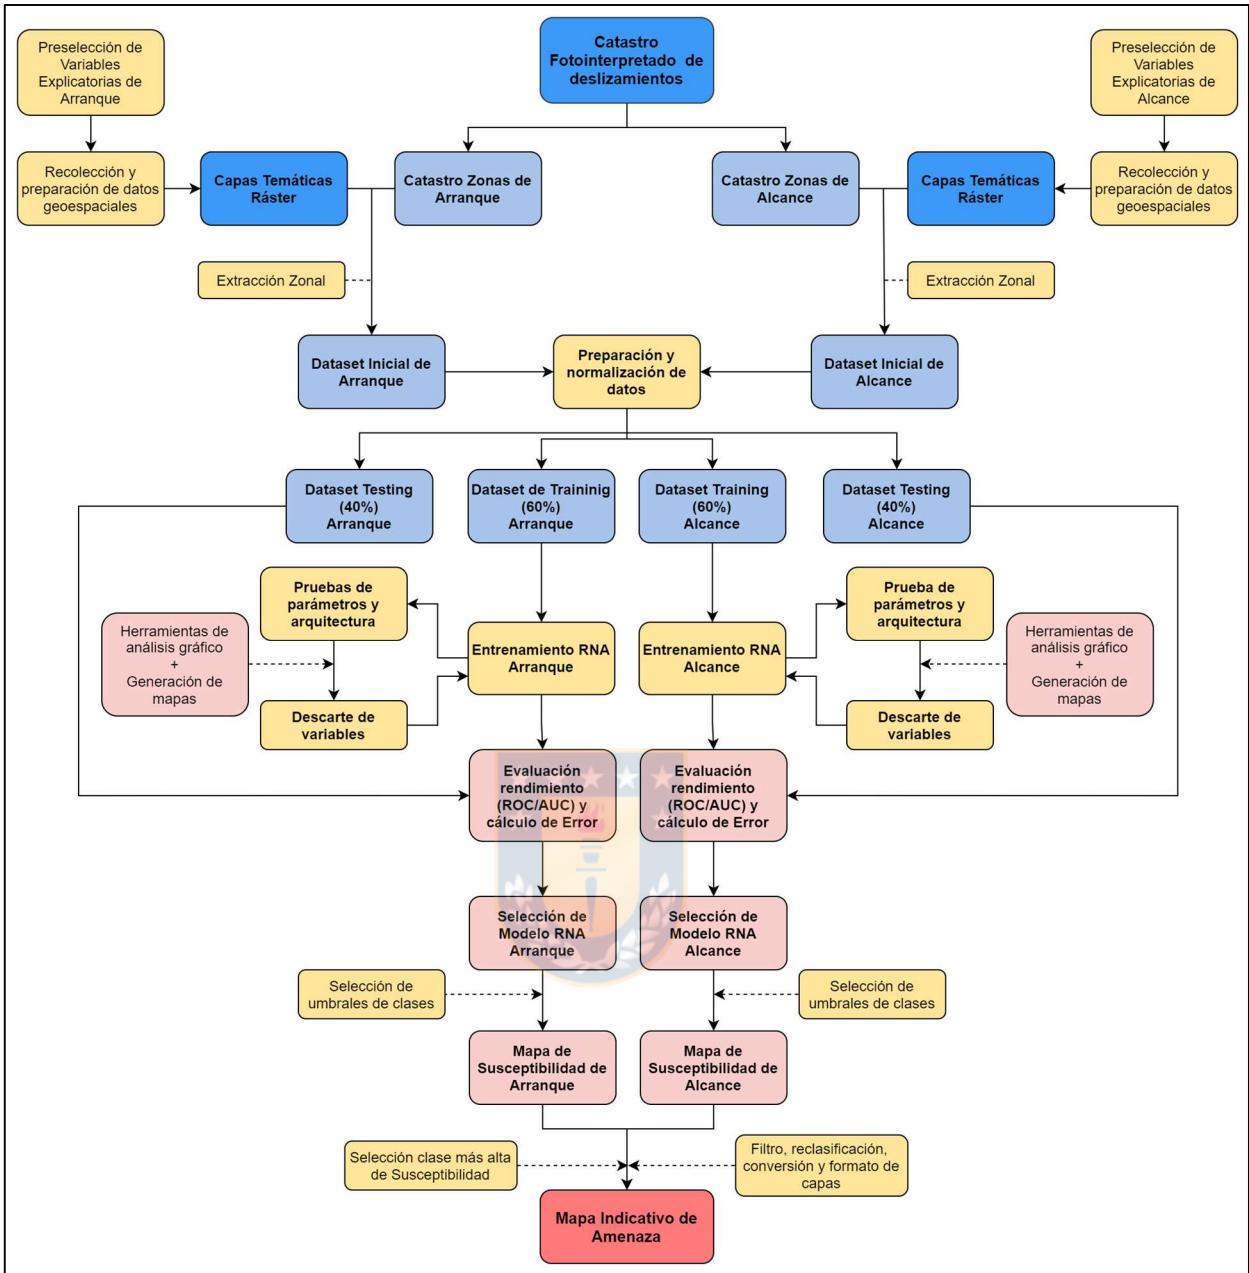 Preselección de
Variables
Explicatorias de
Arranque
Catastro
Fotointerpretado de
deslizamientos
Preselección de
Variables
Explicatorias de
Alcance
Recolección y
preparación de datos
geoespaciales
Capas Temáticas
Ráster
Catastro Zonas de
Arranque
Catastro Zonas de
Alcance
Capas Temáticas
Ráster
Recolección y
preparación de datos
geoespaciales
Extracción Zonal
Extracción Zonal
Dataset Inicial de
Arranque
Preparación y
normalización de
datos
Dataset Inicial de
Alcance
Dataset Testing
(40%)
Arranque
Dataset de Traininig
(60%)
Arranque
Dataset Training
(60%)
Alcance
Dataset Testing
(40%)
Alcance
Pruebas de
parámetros y
arquitectura
Prueba de
parámetros y
arquitectura
Herramientas de
análisis gráfico
+
Generación de
mapas
Entrenamiento RNA
Arranque
Entrenamiento RNA
Alcance
Herramientas de
análisis gráfico
+
Generación de
mapas
Descarte de
variables
Descarte de
variables
Evaluación
rendimiento
(ROC/AUC) y
cálculo de Error
Evaluación
rendimiento
(ROC/AUC) y
cálculo de Error
Selección de
Modelo RNA
Arranque
Selección de
Modelo RNA
Alcance
Selección de
umbrales de clases
Selección de
umbrales de clases
Mapa de
Susceptibilidad de
Arranque
Mapa de
Susceptibilidad de
Alcance
Selección clase más alta
de Susceptibilidad
Filtro, reclasificación,
conversión y formato de
capas
Mapa Indicativo de
Amenaza